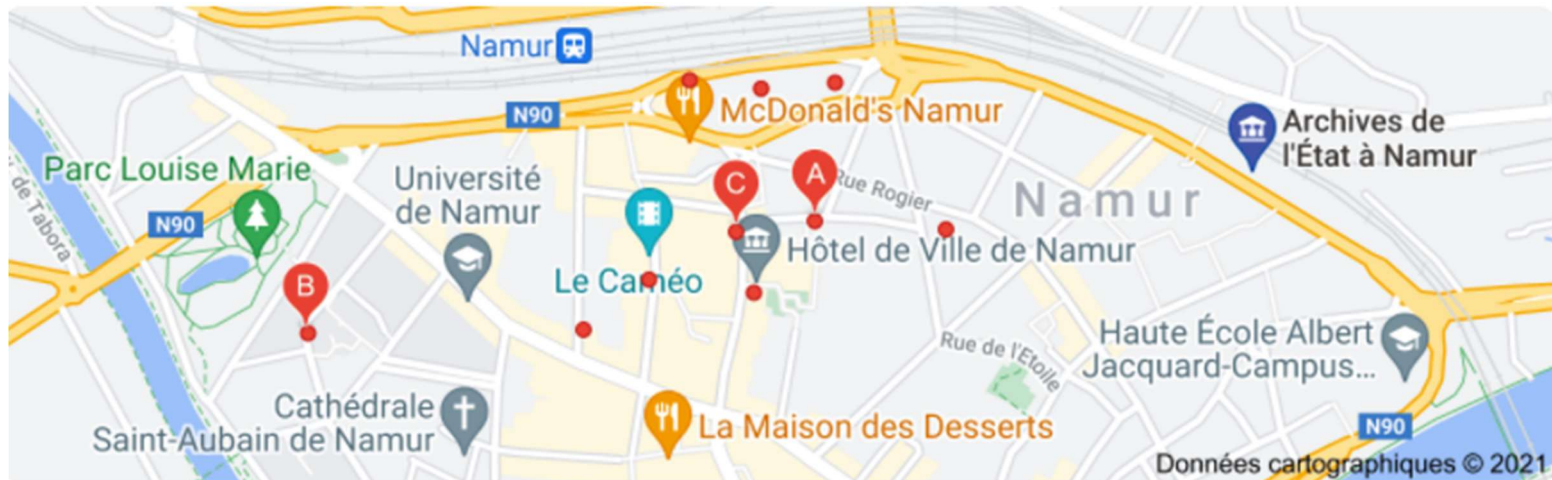 Namur
N90
McDonald's Namur
Archives de
l'État à Namur
Parc Louise Marie
Université
de Namur
C
A
Rue Rogier
Namur
N90
de Tabora
Hôtel de Ville de Namur
Le Caméo
B
Haute École Albert
Jacquard-Campus...
Rue de l'Etoile
Cathédrale
Saint-Aubain de Namur
La Maison des Desserts
N90
Données cartographiques © 2021